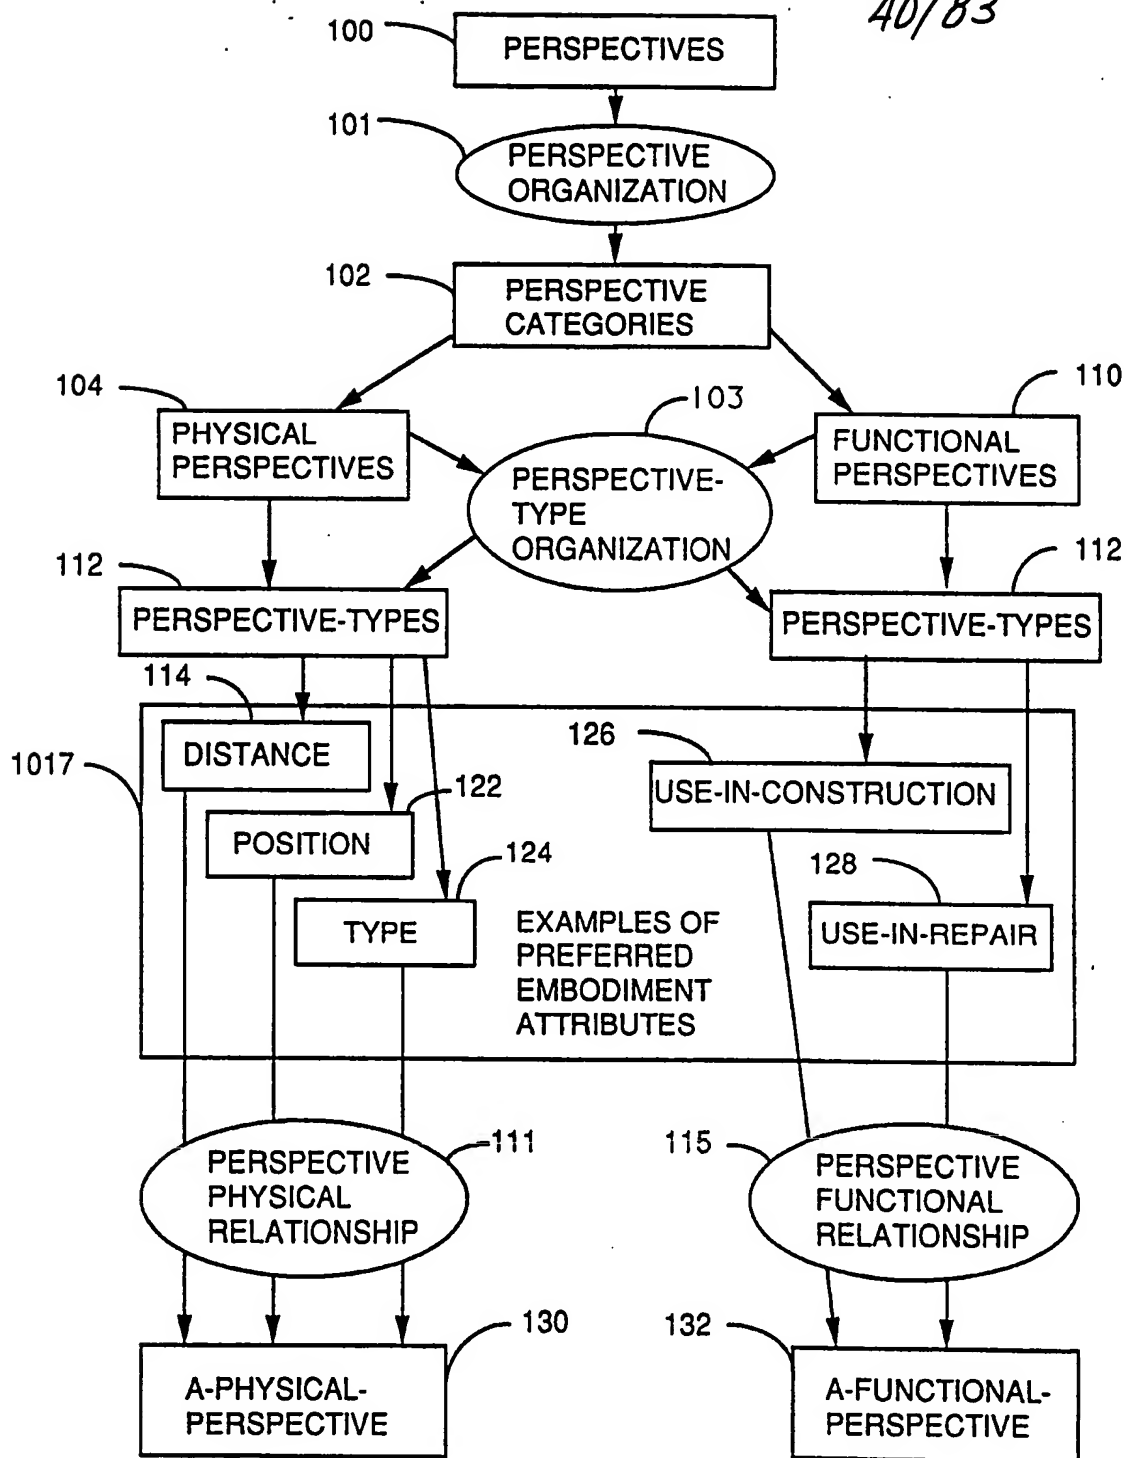 40/83
100
PERSPECTIVES
101
PERSPECTIVE
ORGANIZATION
102
PERSPECTIVE
CATEGORIES
104
PHYSICAL
PERSPECTIVES
103
PERSPECTIVE-
TYPE
ORGANIZATION
110
FUNCTIONAL
PERSPECTIVES
112
PERSPECTIVE-TYPES
112
PERSPECTIVE-TYPES
114
DISTANCE
1017
122
POSITION
124
TYPE
126
USE-IN-CONSTRUCTION
128
USE-IN-REPAIR
EXAMPLES OF
PREFERRED
EMBODIMENT
ATTRIBUTES
111
PERSPECTIVE
PHYSICAL
RELATIONSHIP
115
PERSPECTIVE
FUNCTIONAL
RELATIONSHIP
130
A-PHYSICAL-
PERSPECTIVE
132
A-FUNCTIONAL-
PERSPECTIVE